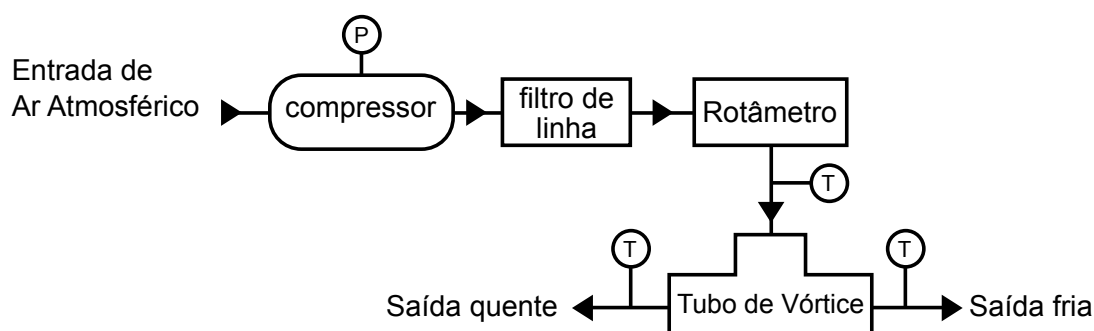 P
Entrada de
Ar Atmosférico
compressor
filtro de
linha
Rotâmetro
T
T
T
Saída quente
Tubo de Vórtice
Saída fria